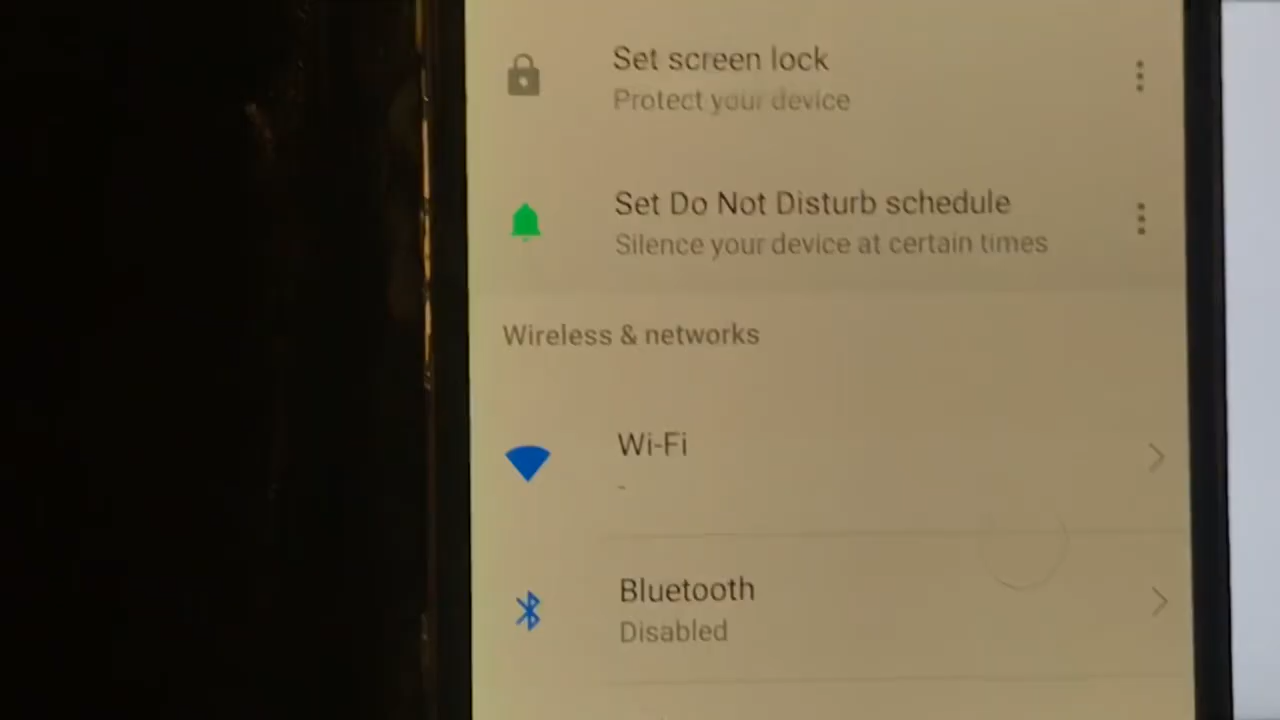 Set screen lock
Protect your device
Set Do Not Disturb schedule
Silence your device at certain times
Wireless & networks
Wi-Fi
-
Bluetooth
Disabled